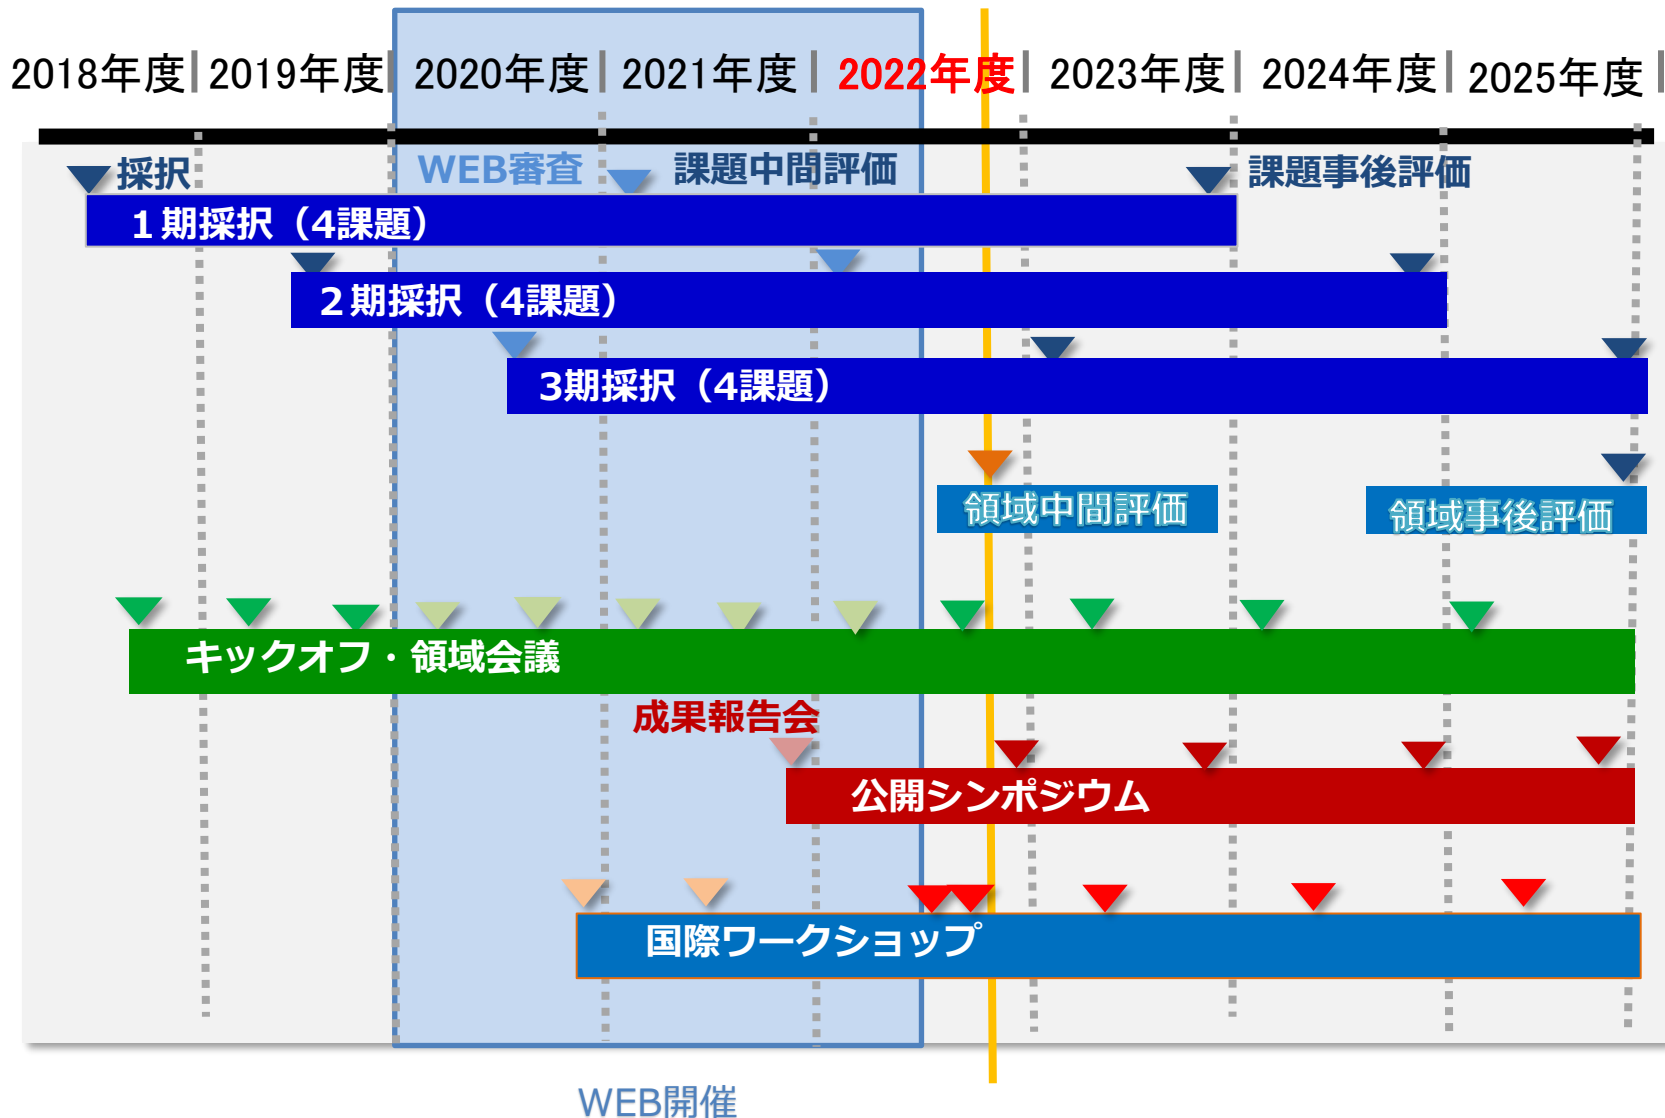 2018年度 2019年度 2020年度 2021年度 2022年度 2023年度 2024年度 2025年度
採択 WEB審査 課題中間評価 課題事後評価
１期採択（4課題）
２期採択（4課題）
3期採択（4課題）
領域中間評価 領域事後評価
キックオフ・領域会議
成果報告会
公開シンポジウム
国際ワークショップ
WEB開催